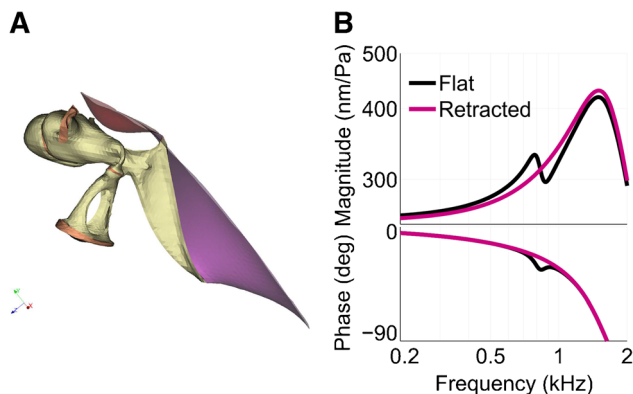 A
B
500
400
300
Magnitude (nm/Pa)
Flat
Retracted
0
−90
Phase (deg)
0.2
0.5
1
2
Frequency (kHz)